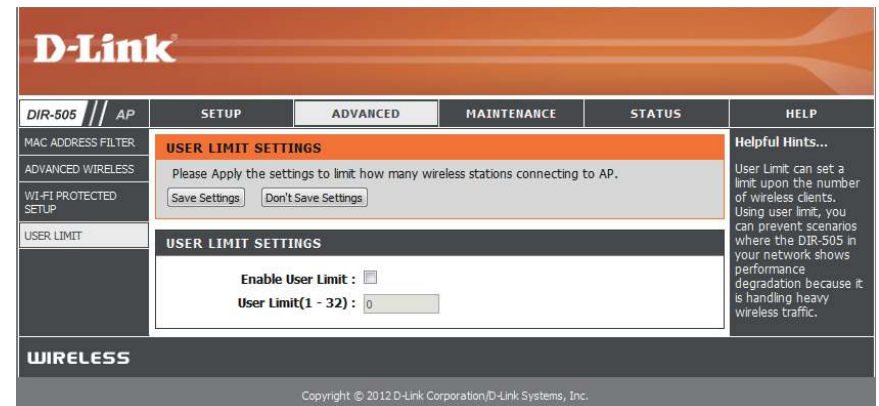 D-Link
DIR-505 // AP
SETUP
ADVANCED
MAINTENANCE
STATUS
HELP
MAC ADDRESS FILTER
ADVANCED WIRELESS
WI-FI PROTECTED
SETUP
USER LIMIT
USER LIMIT SETTINGS
Please Apply the settings to limit how many wireless stations connecting to AP.
Save Settings
Don't Save Settings
USER LIMIT SETTINGS
Enable User Limit :
User Limit(1 - 32) : 0
Helpful Hints...
User Limit can set a
limit upon the number
of wireless clients.
Using user limit, you
can prevent scenarios
where the DIR-505 in
your network shows
performance
degradation because it
is handling heavy
wireless traffic.
WIRELESS
Copyright © 2012 D-Link Corporation/D-Link Systems, Inc.